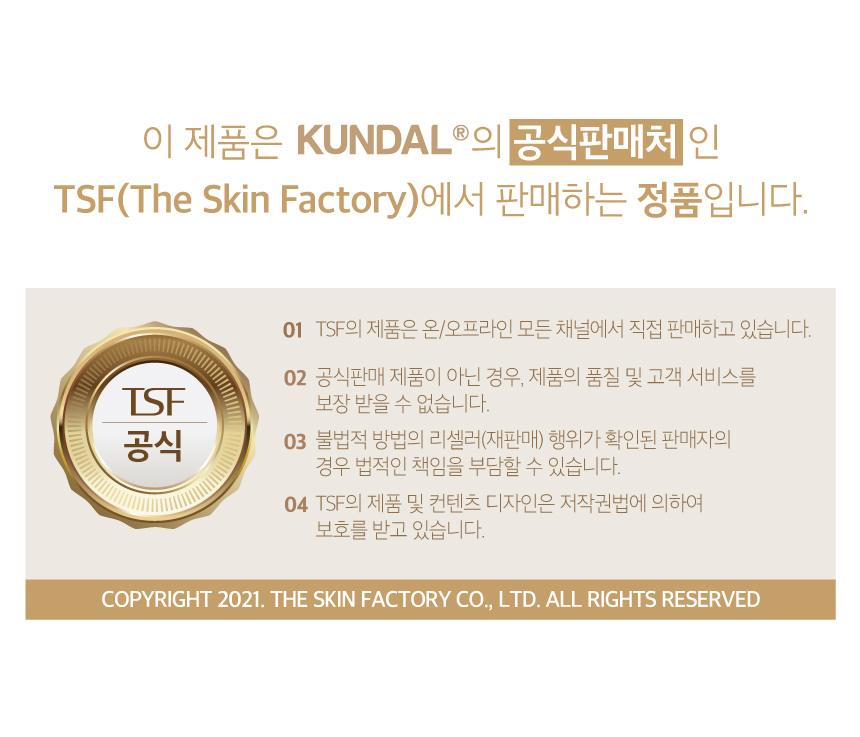 이 제품은 KUNDAL®의 공식판매처인
TSF(The Skin Factory)에서 판매하는 정품입니다.
TSF
공식
01 TSF의 제품은 온/오프라인 모든 채널에서 직접 판매하고 있습니다.
02 공식판매 제품이 아닌 경우, 제품의 품질 및 고객 서비스를
보장 받을 수 없습니다.
03 불법적 방법의 리셀러(재판매) 행위가 확인된 판매자의
경우 법적인 책임을 부담할 수 있습니다.
04 TSF의 제품 및 컨텐츠 디자인은 저작권법에 의하여
보호를 받고 있습니다.
COPYRIGHT 2021. THE SKIN FACTORY CO., LTD. ALL RIGHTS RESERVED